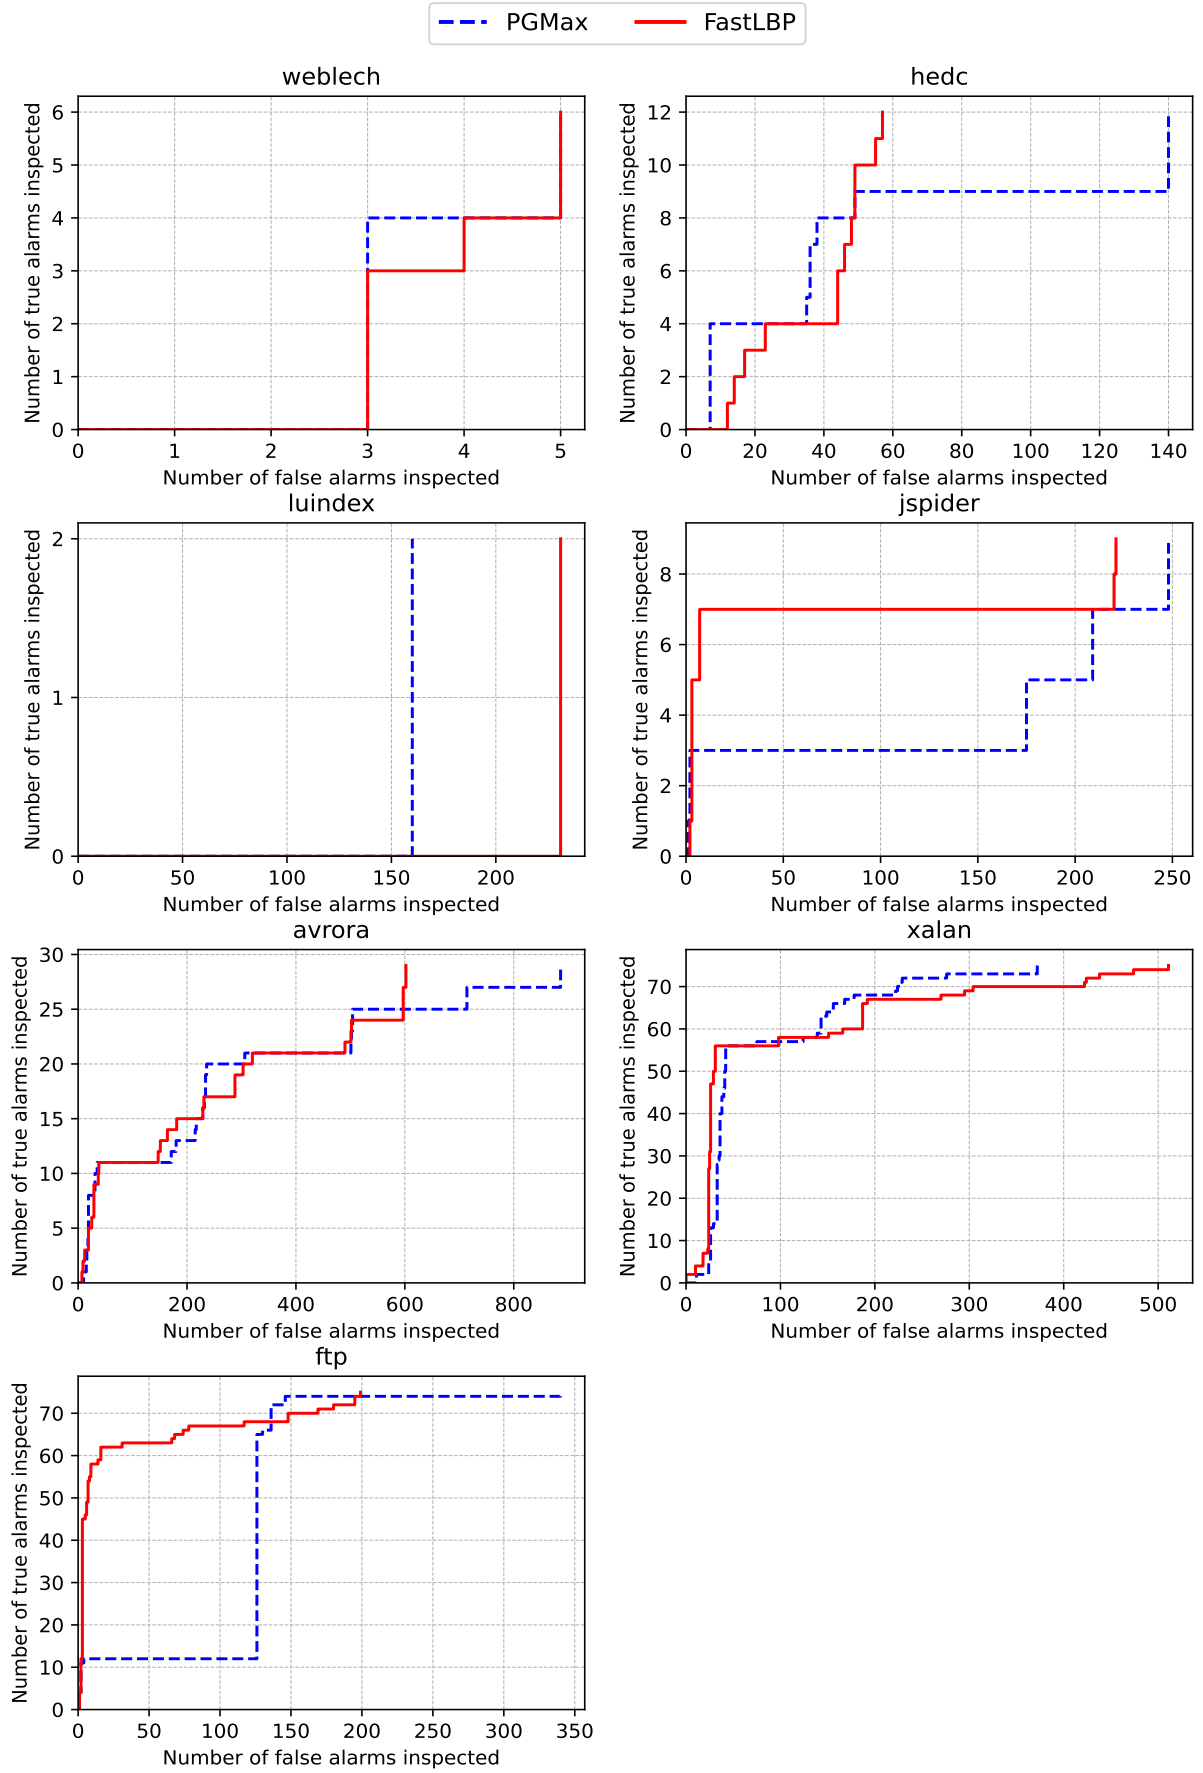 PGMax FastLBP
weblech
Number of true alarms inspected
6
5
4
3
2
1
0
0 1 2 3 4 5
Number of false alarms inspected
hedc
Number of true alarms inspected
12
10
8
6
4
2
0
0 20 40 60 80 100 120 140
Number of false alarms inspected
luindex
Number of true alarms inspected
2
1
0
0 50 100 150 200
Number of false alarms inspected
jspider
Number of true alarms inspected
8
6
4
2
0
0 50 100 150 200 250
Number of false alarms inspected
avrora
Number of true alarms inspected
30
25
20
15
10
5
0
0 200 400 600 800
Number of false alarms inspected
xalan
Number of true alarms inspected
70
60
50
40
30
20
10
0
0 100 200 300 400 500
Number of false alarms inspected
ftp
Number of true alarms inspected
70
60
50
40
30
20
10
0
0 50 100 150 200 250 300 350
Number of false alarms inspected